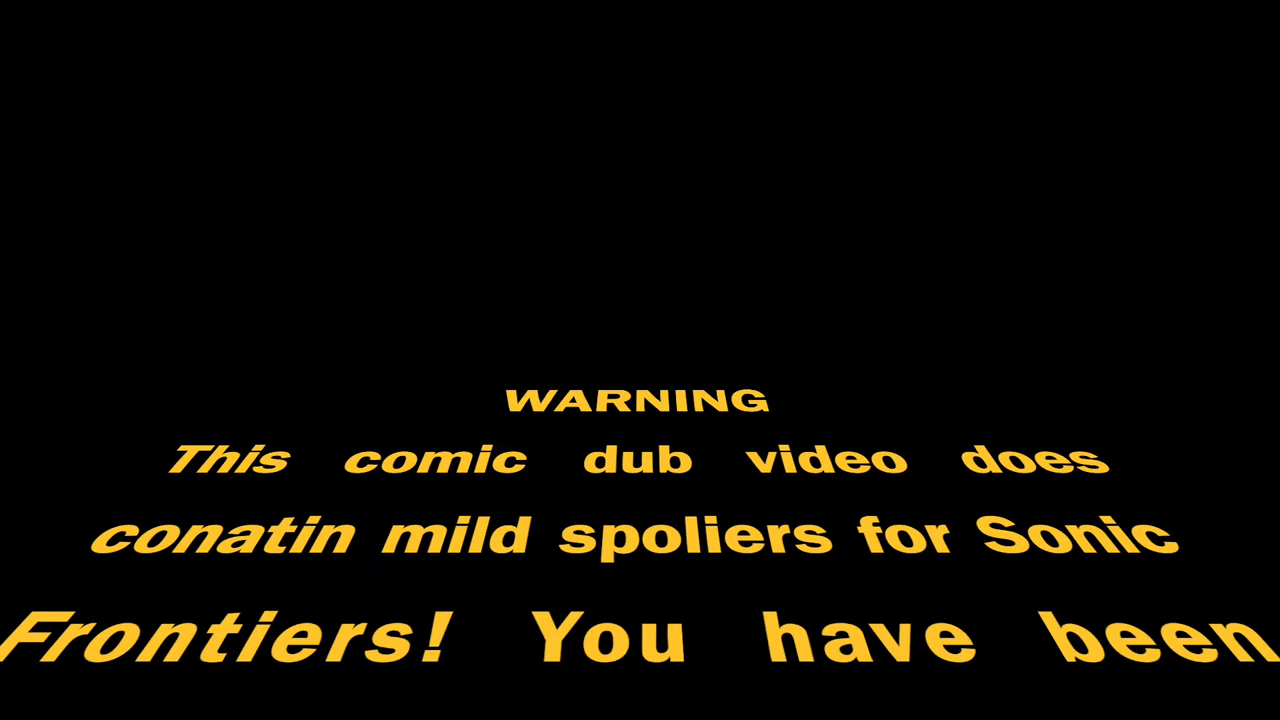 WARNING
This comic dub video does
conatin mild spoliers for Sonic
Frontiers! You have been